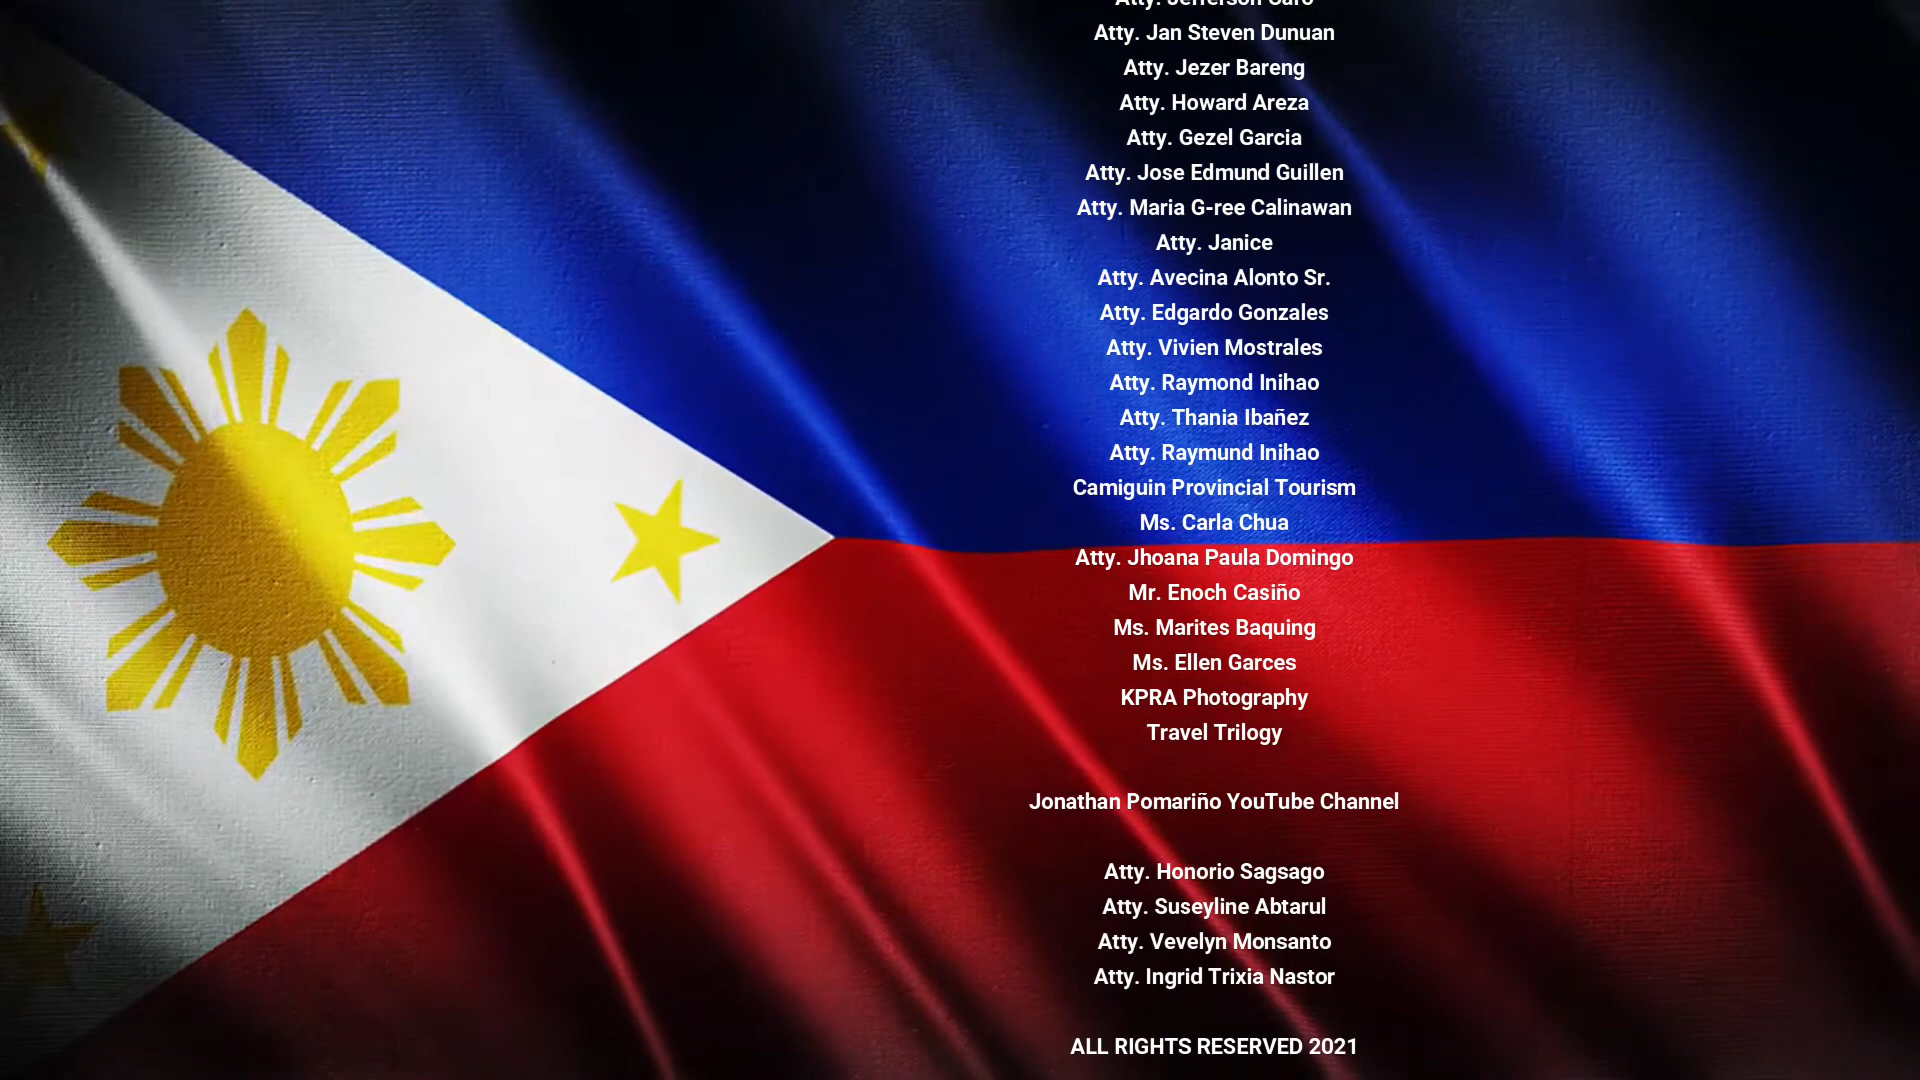 Atty. Jefferson Caro
Atty. Jan Steven Dunuan
Atty. Jezer Bareng
Atty. Howard Areza
Atty. Gezel Garcia
Atty. Jose Edmund Guillen
Atty. Maria G-ree Calinawan
Atty. Janice
Atty. Avecina Alonto Sr.
Atty. Edgardo Gonzales
Atty. Vivien Mostrales
Atty. Raymond Inihao
Atty. Thania Ibañez
Atty. Raymund Inihao
Camiguin Provincial Tourism
Ms. Carla Chua
Atty. Jhoana Paula Domingo
Mr. Enoch Casiño
Ms. Marites Baquing
Ms. Ellen Garces
KPRA Photography
Travel Trilogy
Jonathan Pomariño YouTube Channel
Atty. Honorio Sagsago
Atty. Suseyline Abtarul
Atty. Vevelyn Monsanto
Atty. Ingrid Trixia Nastor
ALL RIGHTS RESERVED 2021